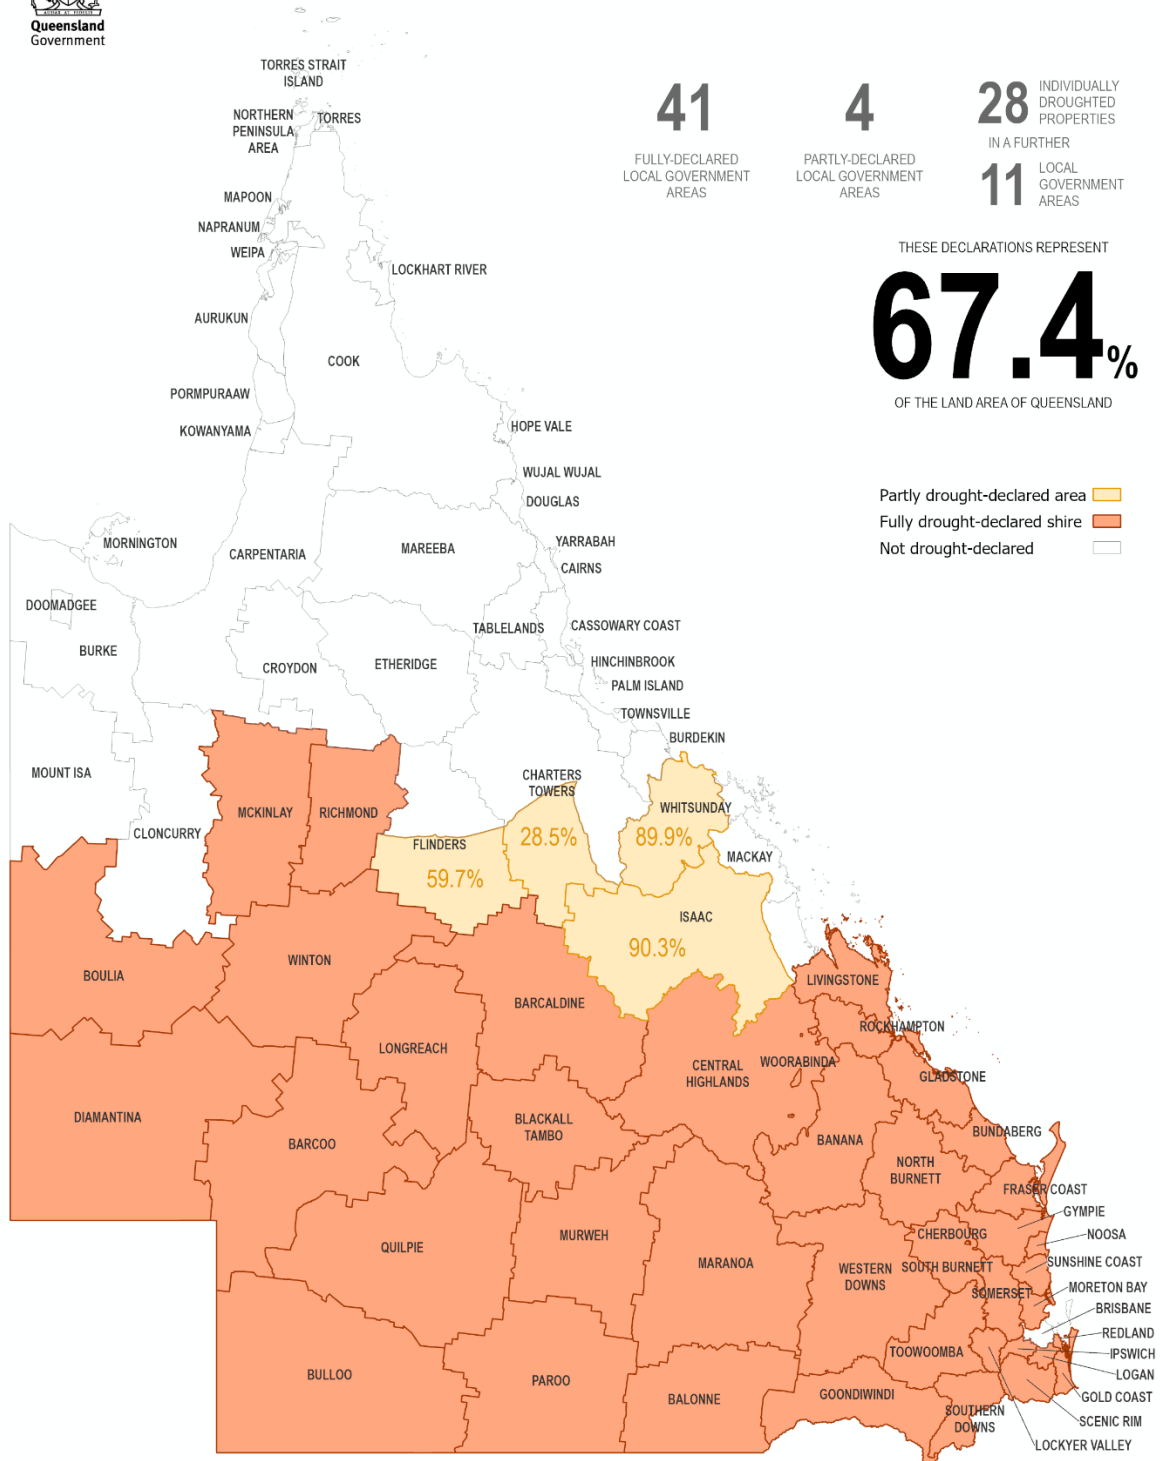 Queensland
Government
41
FULLY-DECLARED
LOCAL GOVERNMENT
AREAS
4
PARTLY-DECLARED
LOCAL GOVERNMENT
AREAS
28
INDIVIDUALLY
DROUGHTED
PROPERTIES
IN A FURTHER
11
LOCAL
GOVERNMENT
AREAS
THESE DECLARATIONS REPRESENT
67.4%
OF THE LAND AREA OF QUEENSLAND
Partly drought-declared area
Fully drought-declared shire
Not drought-declared
TORRES STRAIT
ISLAND
NORTHERN
PENINSULA
AREA
TORRES
MAPOON
NAPRANUM
WEIPA
LOCKHART RIVER
AURUKUN
COOK
PORMPURAAW
KOWANYAMA
HOPE VALE
WUJAL WUJAL
DOUGLAS
MORNINGTON
CARPENTARIA
MAREEBA
YARRABAH
CAIRNS
DOOMADGEE
BURKE
CROYDON
ETHERIDGE
TABLELANDS
CASSOWARY COAST
HINCHINBROOK
PALM ISLAND
TOWNSVILLE
BURDEKIN
MOUNT ISA
CLONCURRY
MCKINLAY
RICHMOND
FLINDERS
59.7%
CHARTERS
TOWERS
28.5%
WHITSUNDAY
89.9%
MACKAY
ISAAC
90.3%
BOULIA
WINTON
BARCALDINE
LIVINGSTONE
ROCKHAMPTON
LONGREACH
CENTRAL
HIGHLANDS
WOORABINDA
GLADSTONE
DIAMANTINA
BARCOO
BLACKALL
TAMBO
BANANA
BUNDABERG
NORTH
BURNETT
FRASER COAST
GYMPIE
QUILPIE
MURWEH
MARANOA
CHERBOURG
NOOSA
WESTERN
DOWNS
SOUTH BURNETT
SUNSHINE COAST
SOMERSET
MORETON BAY
BRISBANE
REDLAND
TOOWOOMBA
IPSWICH
LOGAN
BULLOO
PAROO
BALONNE
GOONDIWINDI
GOLD COAST
SOUTHERN
DOWNS
SCENIC RIM
LOCKYER VALLEY